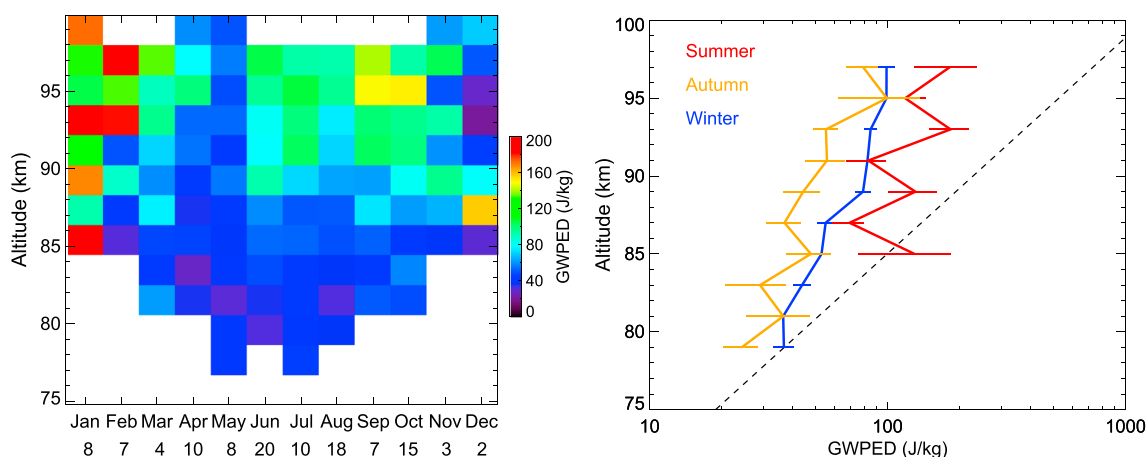 95
90
85
80
75
Altitude (km)
Jan Feb Mar Apr May Jun Jul Aug Sep Oct Nov Dec
8 7 4 10 8 20 10 18 7 15 3 2
200
160
120
80
40
0
GWPED (J/kg)
100
95
90
85
80
75
Altitude (km)
Summer
Autumn
Winter
10 100 1000
GWPED (J/kg)